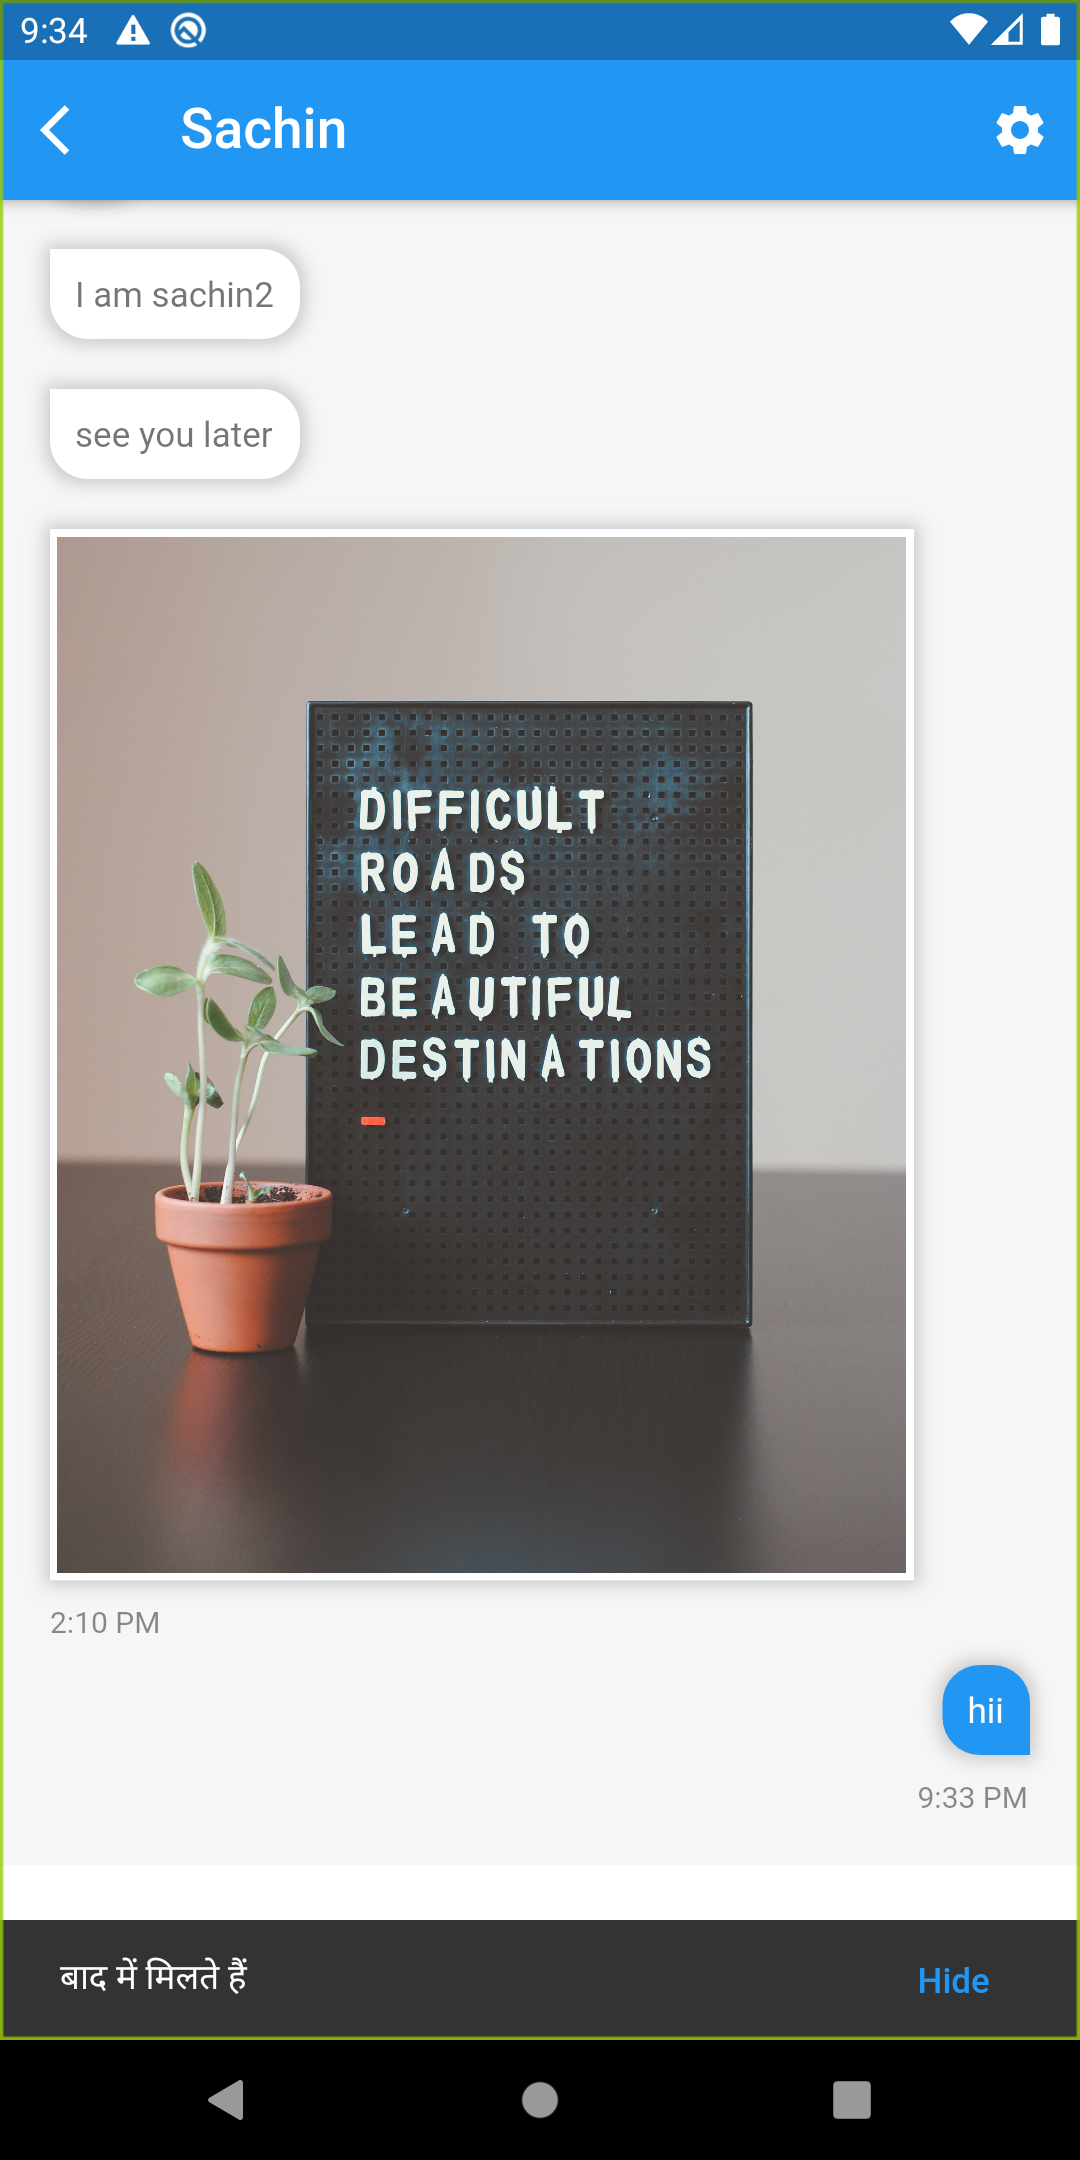 9:34
Sachin
I am sachin2
see you later
DIFFICULT
ROADS
LEAD TO
BEAUTIFUL
DESTINATIONS
2:10 PM
hii
9:33 PM
बाद में मिलते हैं
Hide